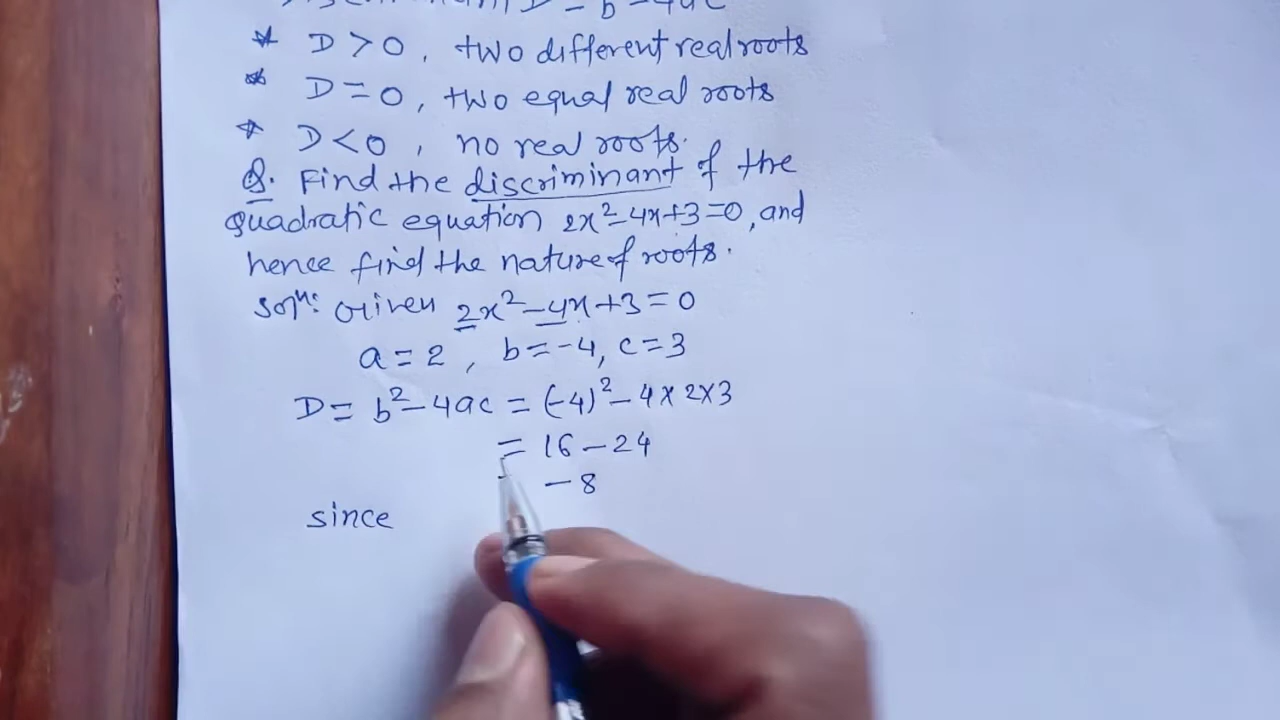 D = b - 4ac
* D > 0, two different real roots
* D = 0, two equal real roots
* D < 0, no real roots.
Q. Find the discriminant of the
quadratic equation 2x² - 4x + 3 = 0, and
hence find the nature of roots.
Solⁿ: Given 2x² - 4x + 3 = 0
a = 2, b = -4, c = 3
D = b² - 4ac = (-4)² - 4 × 2 × 3
= 16 - 24
- 8
since